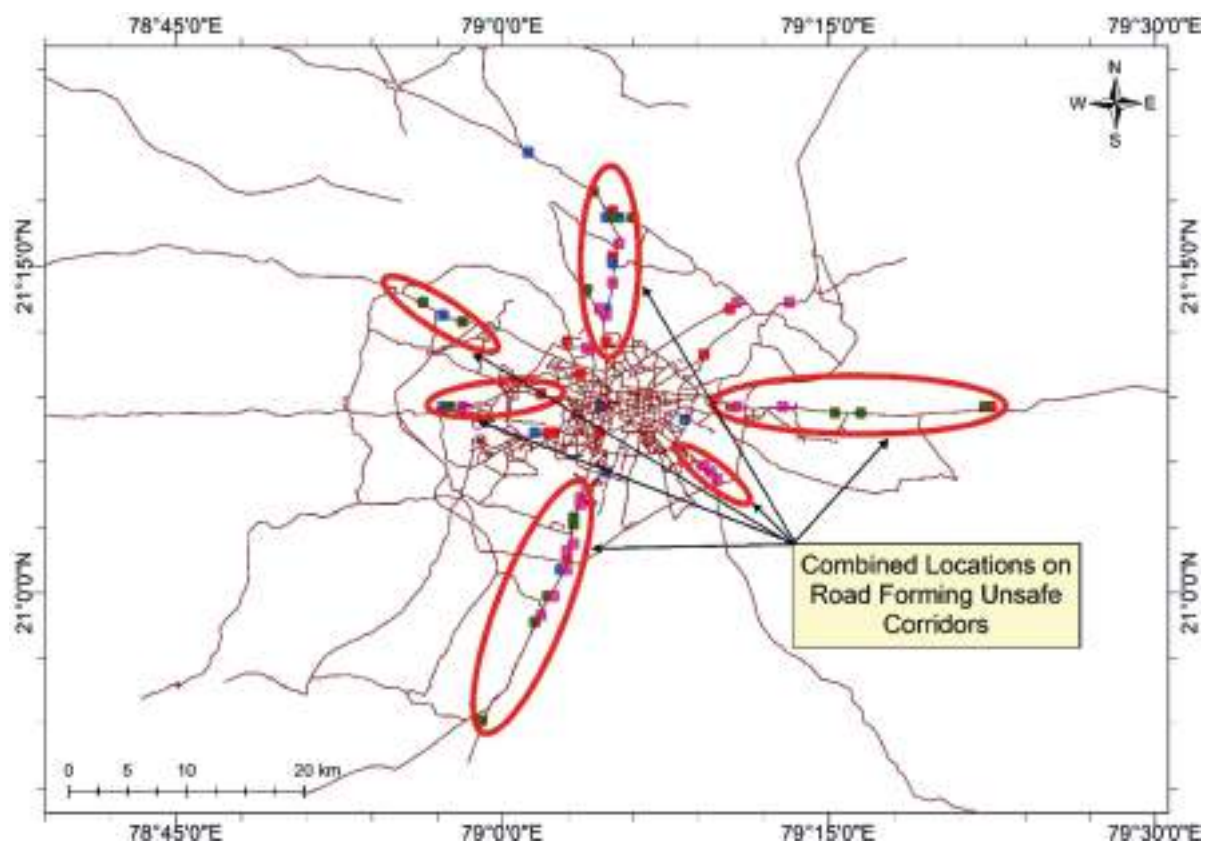 78°45'0"E 79°0'0"E 79°15'0"E 79°30'0"E
N
W E
S
21°15'0"N 21°15'0"N
Combined Locations on
Road Forming Unsafe
Corridors
21°0'0"N 21°0'0"N
0 5 10 20 km
78°45'0"E 79°0'0"E 79°15'0"E 79°30'0"E